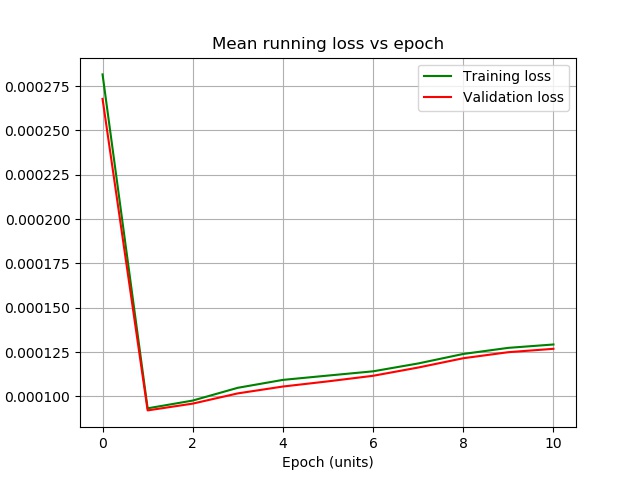 Mean running loss vs epoch
Training loss
Validation loss
0.000275
0.000250
0.000225
0.000200
0.000175
0.000150
0.000125
0.000100
0 2 4 6 8 10
Epoch (units)